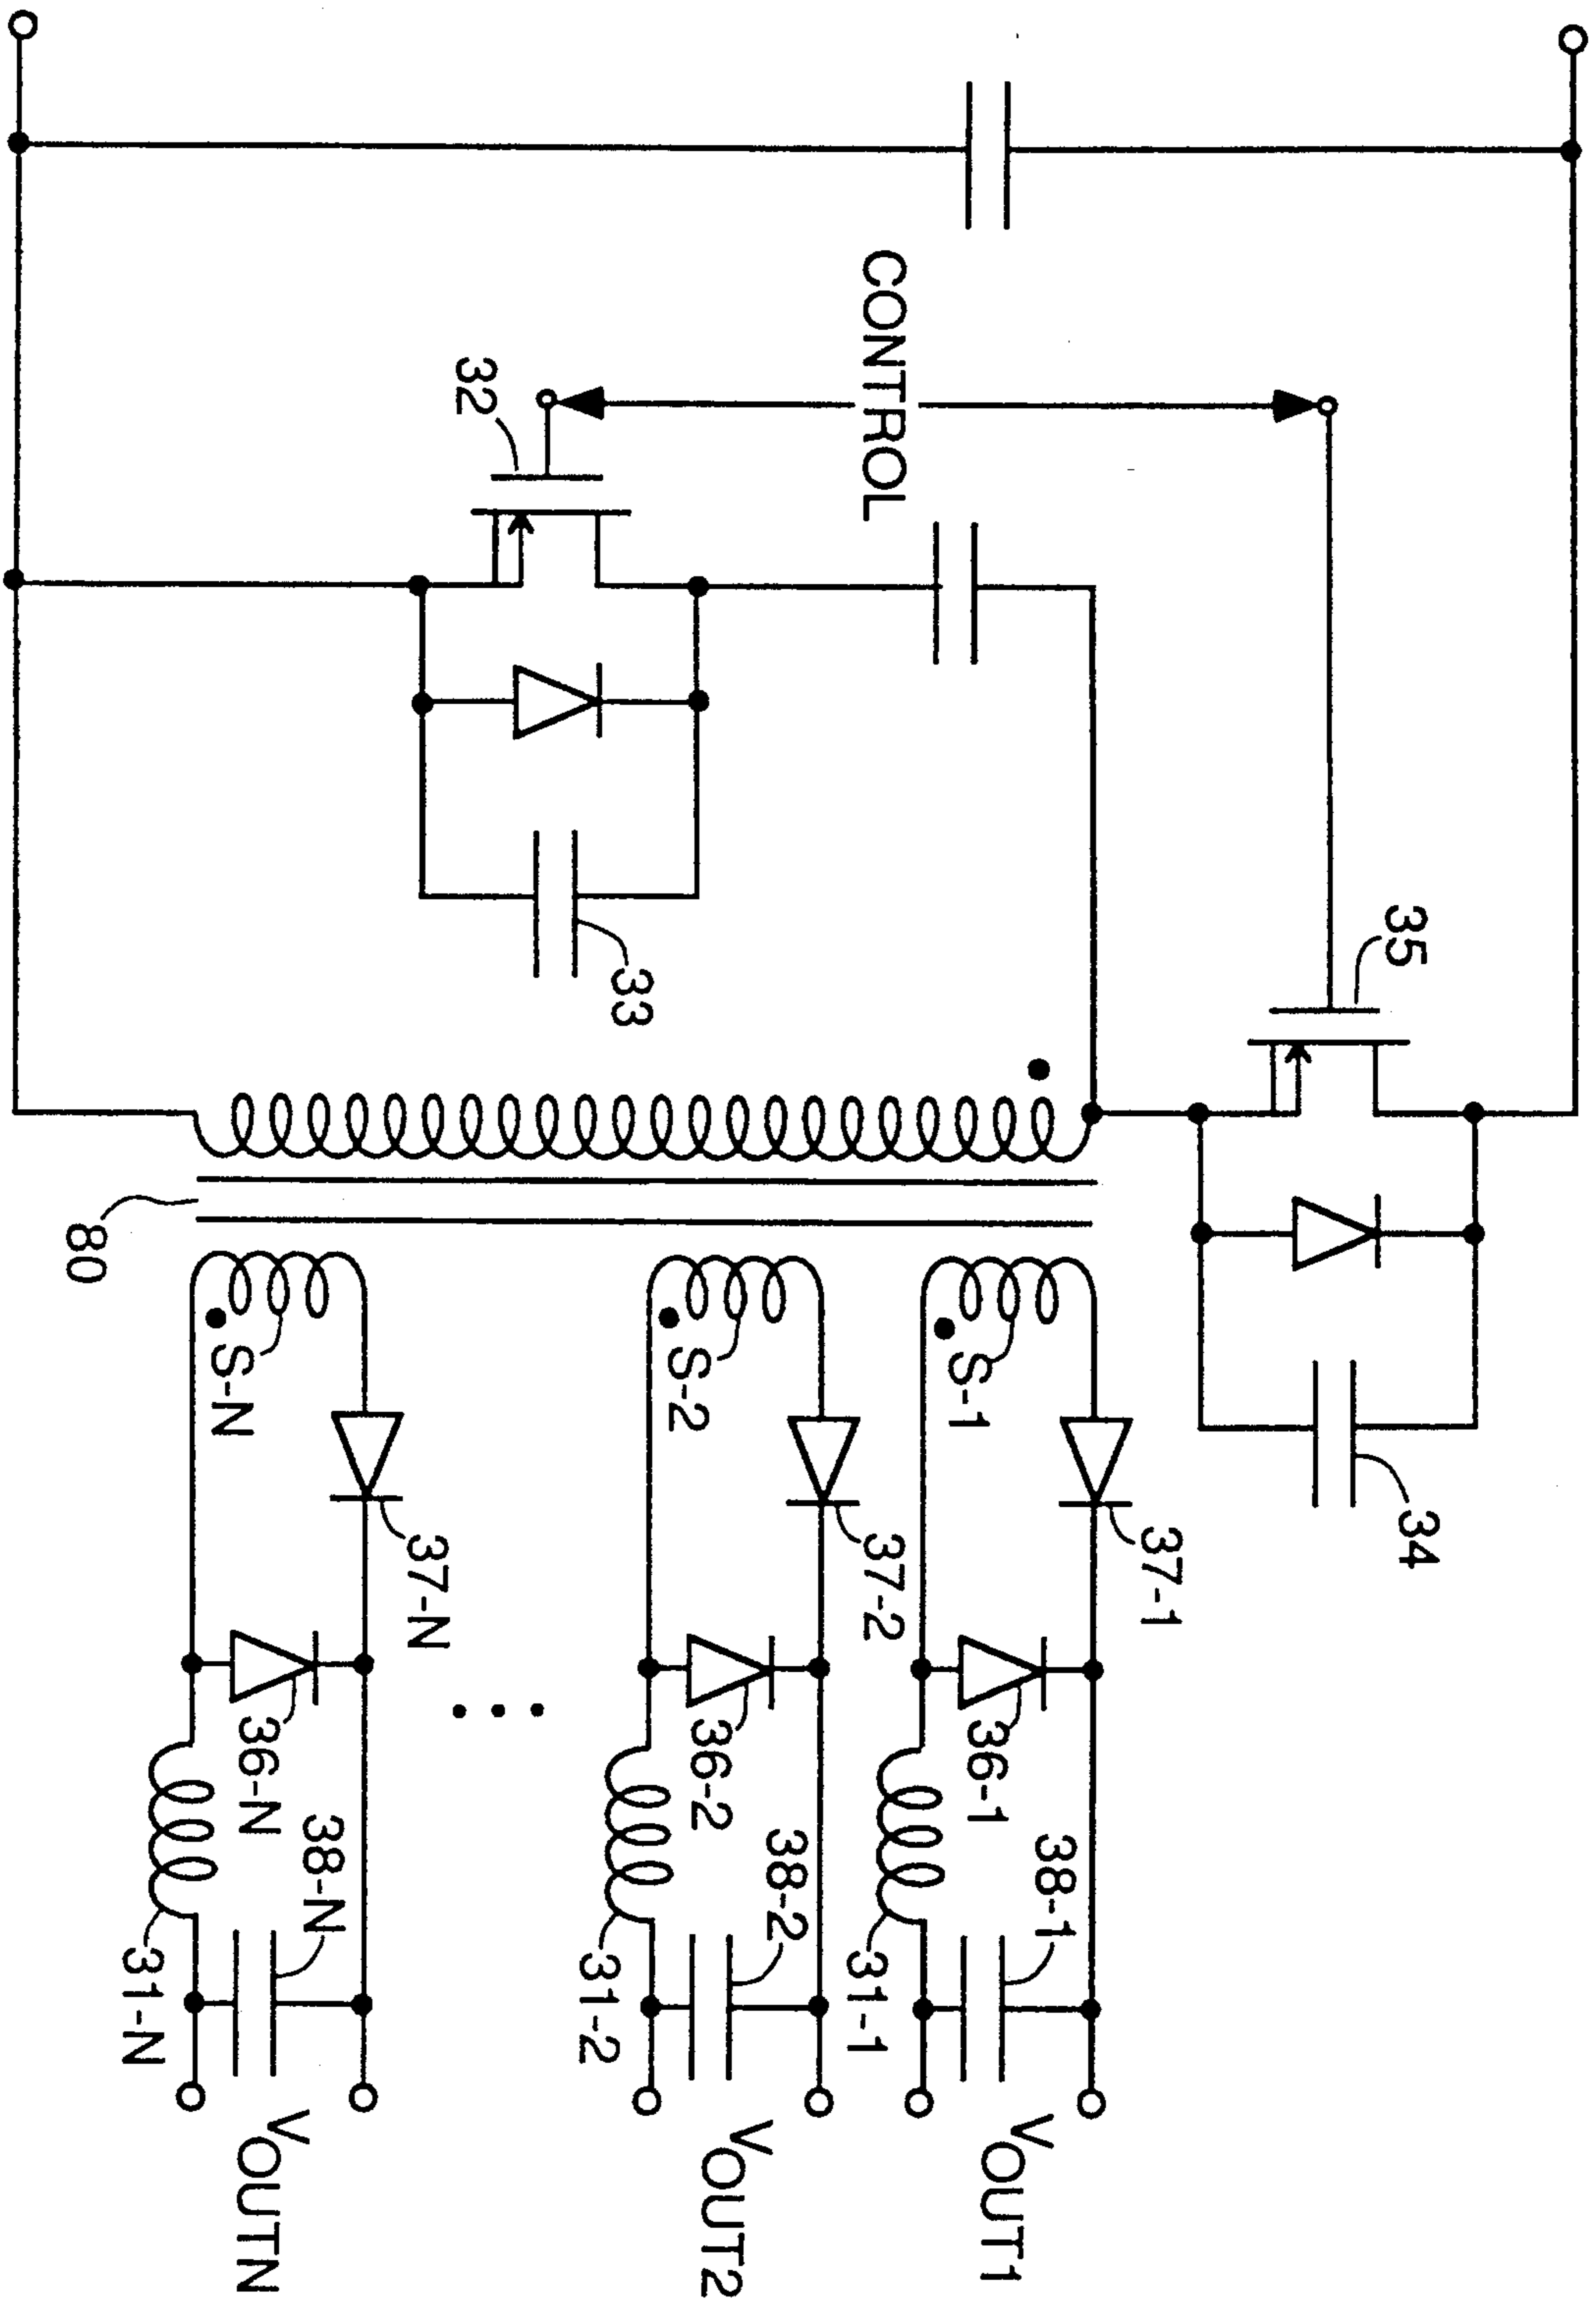 CONTROL
32
33
35
34
80
S-1
37-1
36-1
38-1
31-1
VOUT1
S-2
37-2
36-2
38-2
31-2
VOUT2
. . .
S-N
37-N
36-N
38-N
31-N
VOUTN